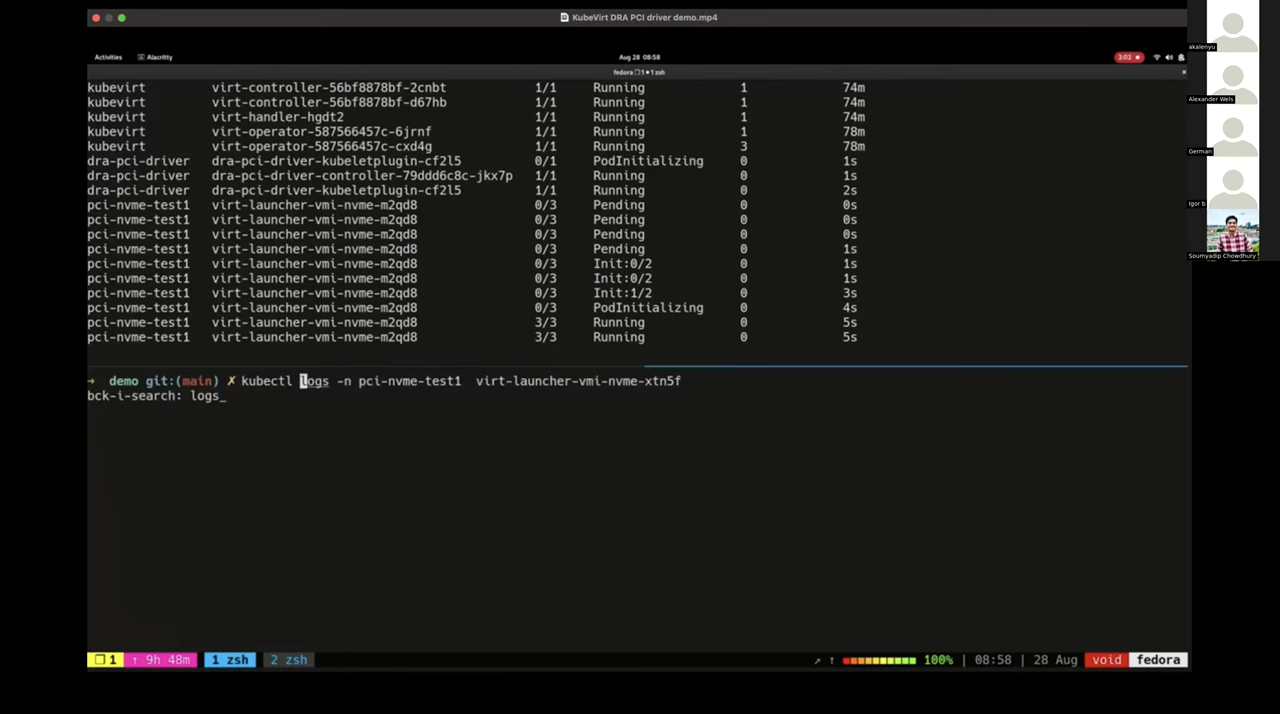 KubeVirt DRA PCI driver demo.mp4
Activities Alacritty Aug 28 08:58 3:02
fedora ❐ 1 ● 1 zsh
kubevirt virt-controller-56bf8878bf-2cnbt 1/1 Running 1 74m
kubevirt virt-controller-56bf8878bf-d67hb 1/1 Running 1 74m
kubevirt virt-handler-hgdt2 1/1 Running 1 74m
kubevirt virt-operator-587566457c-6jrnf 1/1 Running 1 78m
kubevirt virt-operator-587566457c-cxd4g 1/1 Running 3 78m
dra-pci-driver dra-pci-driver-kubeletplugin-cf2l5 0/1 PodInitializing 0 1s
dra-pci-driver dra-pci-driver-controller-79ddd6c8c-jkx7p 1/1 Running 0 1s
dra-pci-driver dra-pci-driver-kubeletplugin-cf2l5 1/1 Running 0 2s
pci-nvme-test1 virt-launcher-vmi-nvme-m2qd8 0/3 Pending 0 0s
pci-nvme-test1 virt-launcher-vmi-nvme-m2qd8 0/3 Pending 0 0s
pci-nvme-test1 virt-launcher-vmi-nvme-m2qd8 0/3 Pending 0 0s
pci-nvme-test1 virt-launcher-vmi-nvme-m2qd8 0/3 Pending 0 1s
pci-nvme-test1 virt-launcher-vmi-nvme-m2qd8 0/3 Init:0/2 0 1s
pci-nvme-test1 virt-launcher-vmi-nvme-m2qd8 0/3 Init:0/2 0 1s
pci-nvme-test1 virt-launcher-vmi-nvme-m2qd8 0/3 Init:1/2 0 3s
pci-nvme-test1 virt-launcher-vmi-nvme-m2qd8 0/3 PodInitializing 0 4s
pci-nvme-test1 virt-launcher-vmi-nvme-m2qd8 3/3 Running 0 5s
pci-nvme-test1 virt-launcher-vmi-nvme-m2qd8 3/3 Running 0 5s
→ demo git:(main) ✗ kubectl logs -n pci-nvme-test1 virt-launcher-vmi-nvme-xtn5f
bck-i-search: logs_
❐ 1 ↑ 9h 48m 1 zsh 2 zsh ↗ ↑ 100% | 08:58 | 28 Aug void fedora
akalenyu
Alexander Wels
German
Igor b
Soumyadip Chowdhury